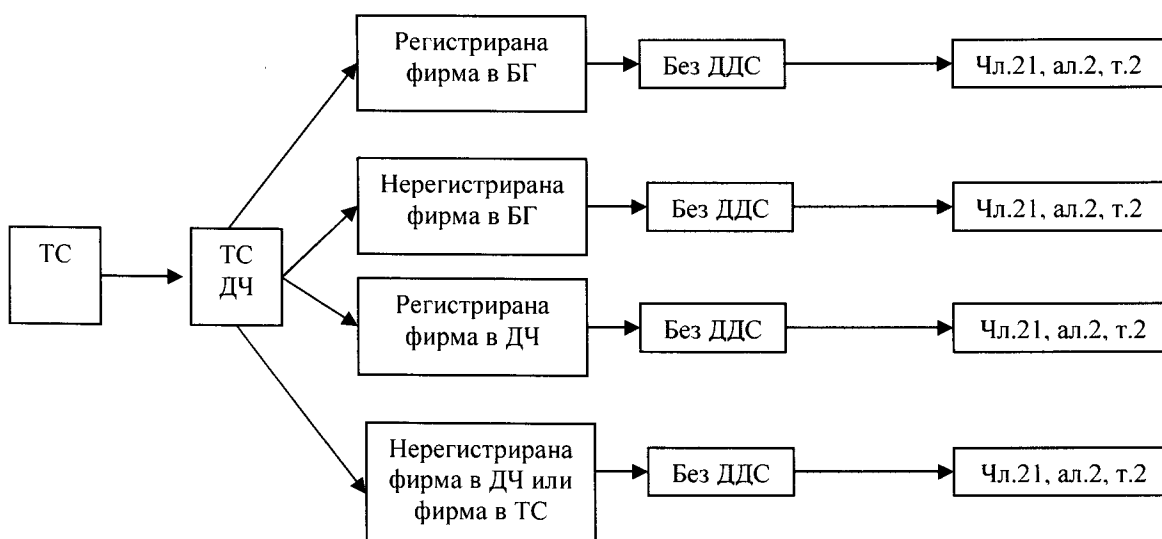 Регистрирана
фирма в БГ
Без ДДС
Чл.21, ал.2, т.2
Нерегистрирана
фирма в БГ
Без ДДС
Чл.21, ал.2, т.2
ТС
ТС
ДЧ
Регистрирана
фирма в ДЧ
Без ДДС
Чл.21, ал.2, т.2
Нерегистрирана
фирма в ДЧ или
фирма в ТС
Без ДДС
Чл.21, ал.2, т.2